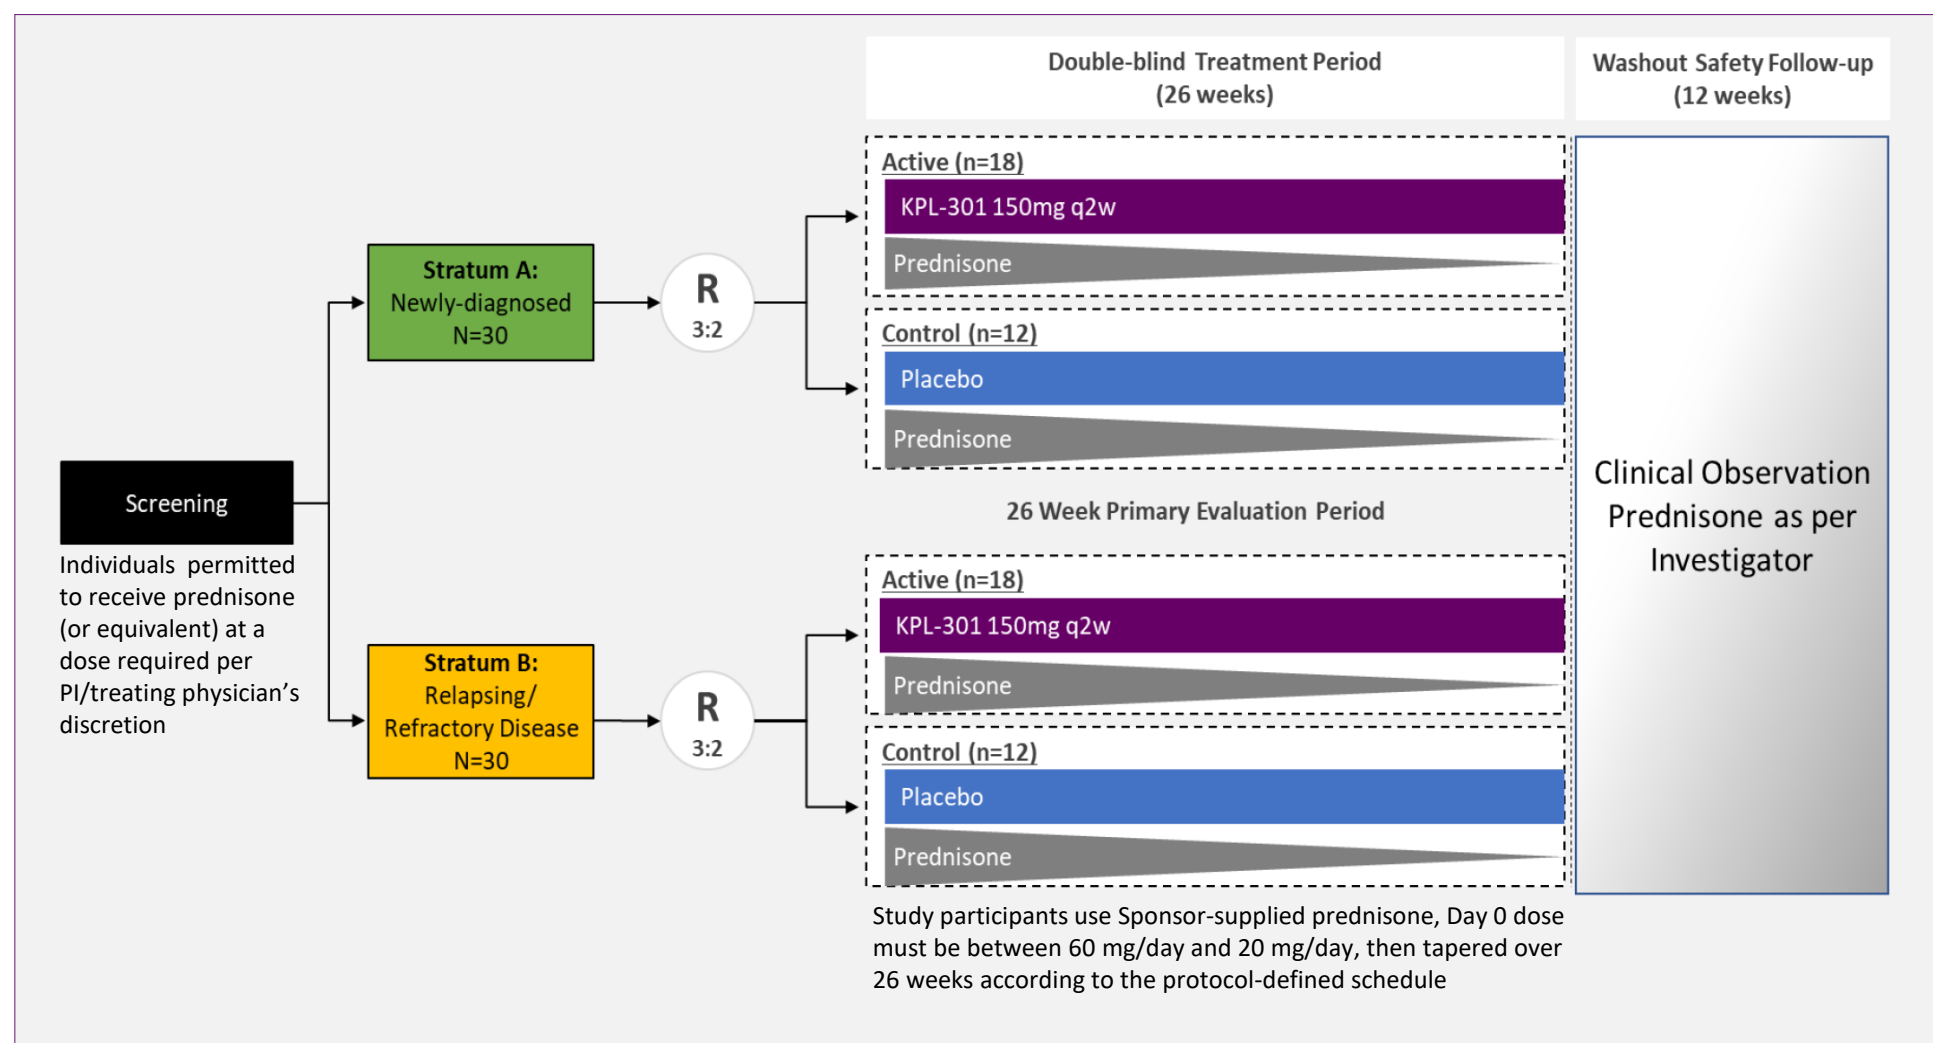 Double-blind Treatment Period
(26 weeks)
Washout Safety Follow-up
(12 weeks)
Screening
Individuals permitted
to receive prednisone
(or equivalent) at a
dose required per
PI/treating physician’s
discretion
Stratum A:
Newly-diagnosed
N=30
R
3:2
Active (n=18)
KPL-301 150mg q2w
Prednisone
Control (n=12)
Placebo
Prednisone
26 Week Primary Evaluation Period
Stratum B:
Relapsing/
Refractory Disease
N=30
R
3:2
Active (n=18)
KPL-301 150mg q2w
Prednisone
Control (n=12)
Placebo
Prednisone
Clinical Observation
Prednisone as per
Investigator
Study participants use Sponsor-supplied prednisone, Day 0 dose
must be between 60 mg/day and 20 mg/day, then tapered over
26 weeks according to the protocol-defined schedule